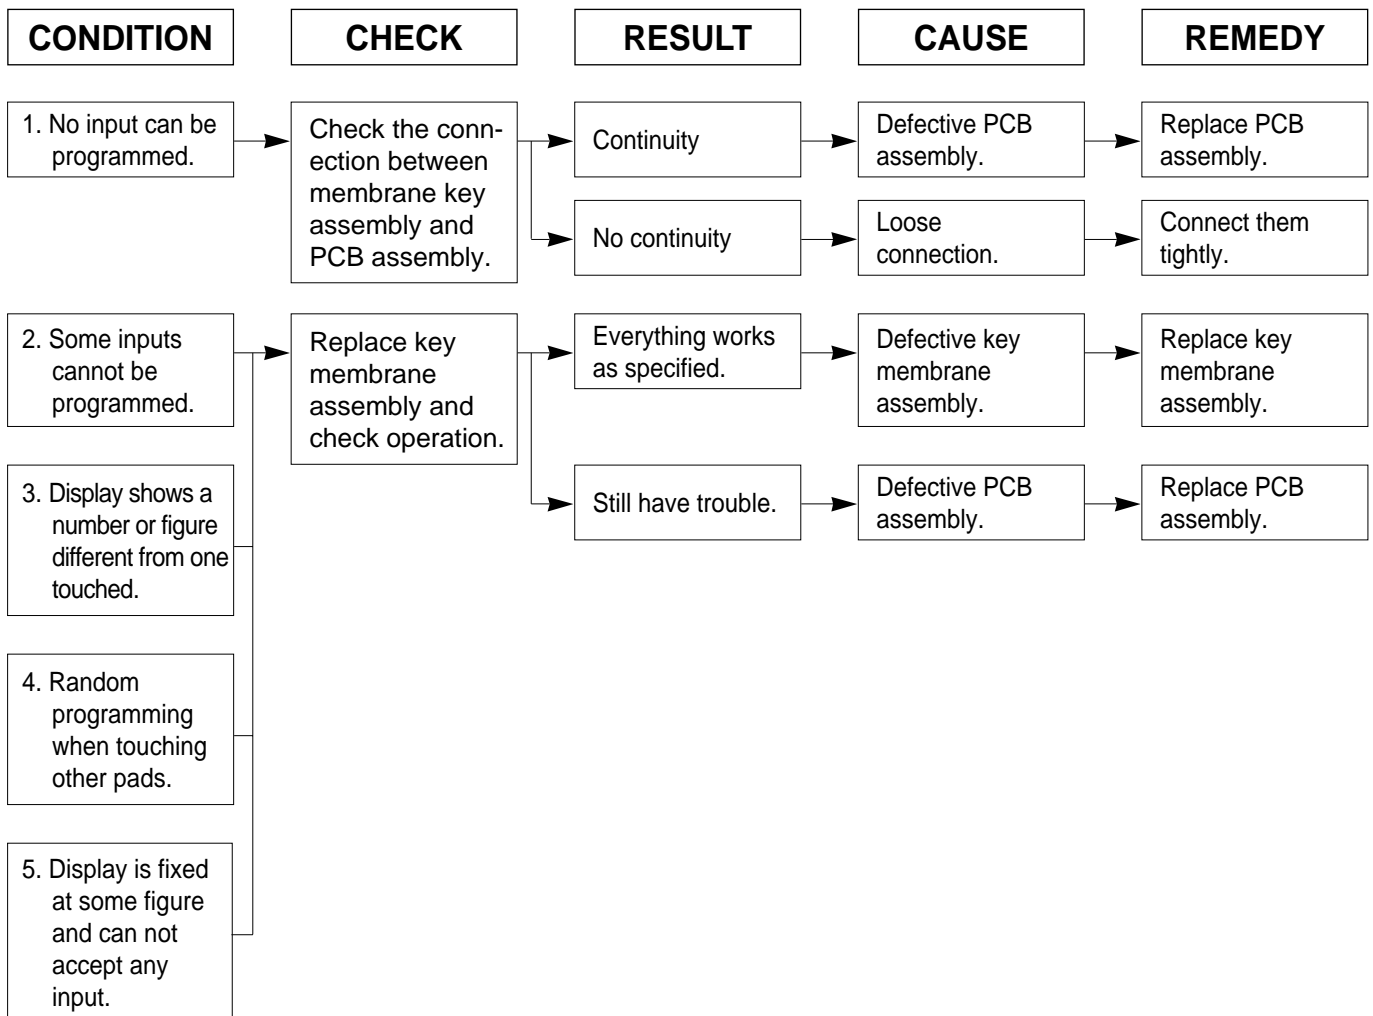 CONDITION
CHECK
RESULT
CAUSE
REMEDY
1. No input can be
programmed.
Check the conn-
ection between
membrane key
assembly and
PCB assembly.
Continuity
Defective PCB
assembly.
Replace PCB
assembly.
No continuity
Loose
connection.
Connect them
tightly.
2. Some inputs
cannot be
programmed.
Replace key
membrane
assembly and
check operation.
Everything works
as specified.
Defective key
membrane
assembly.
Replace key
membrane
assembly.
3. Display shows a
number or figure
different from one
touched.
Still have trouble.
Defective PCB
assembly.
Replace PCB
assembly.
4. Random
programming
when touching
other pads.
5. Display is fixed
at some figure
and can not
accept any
input.